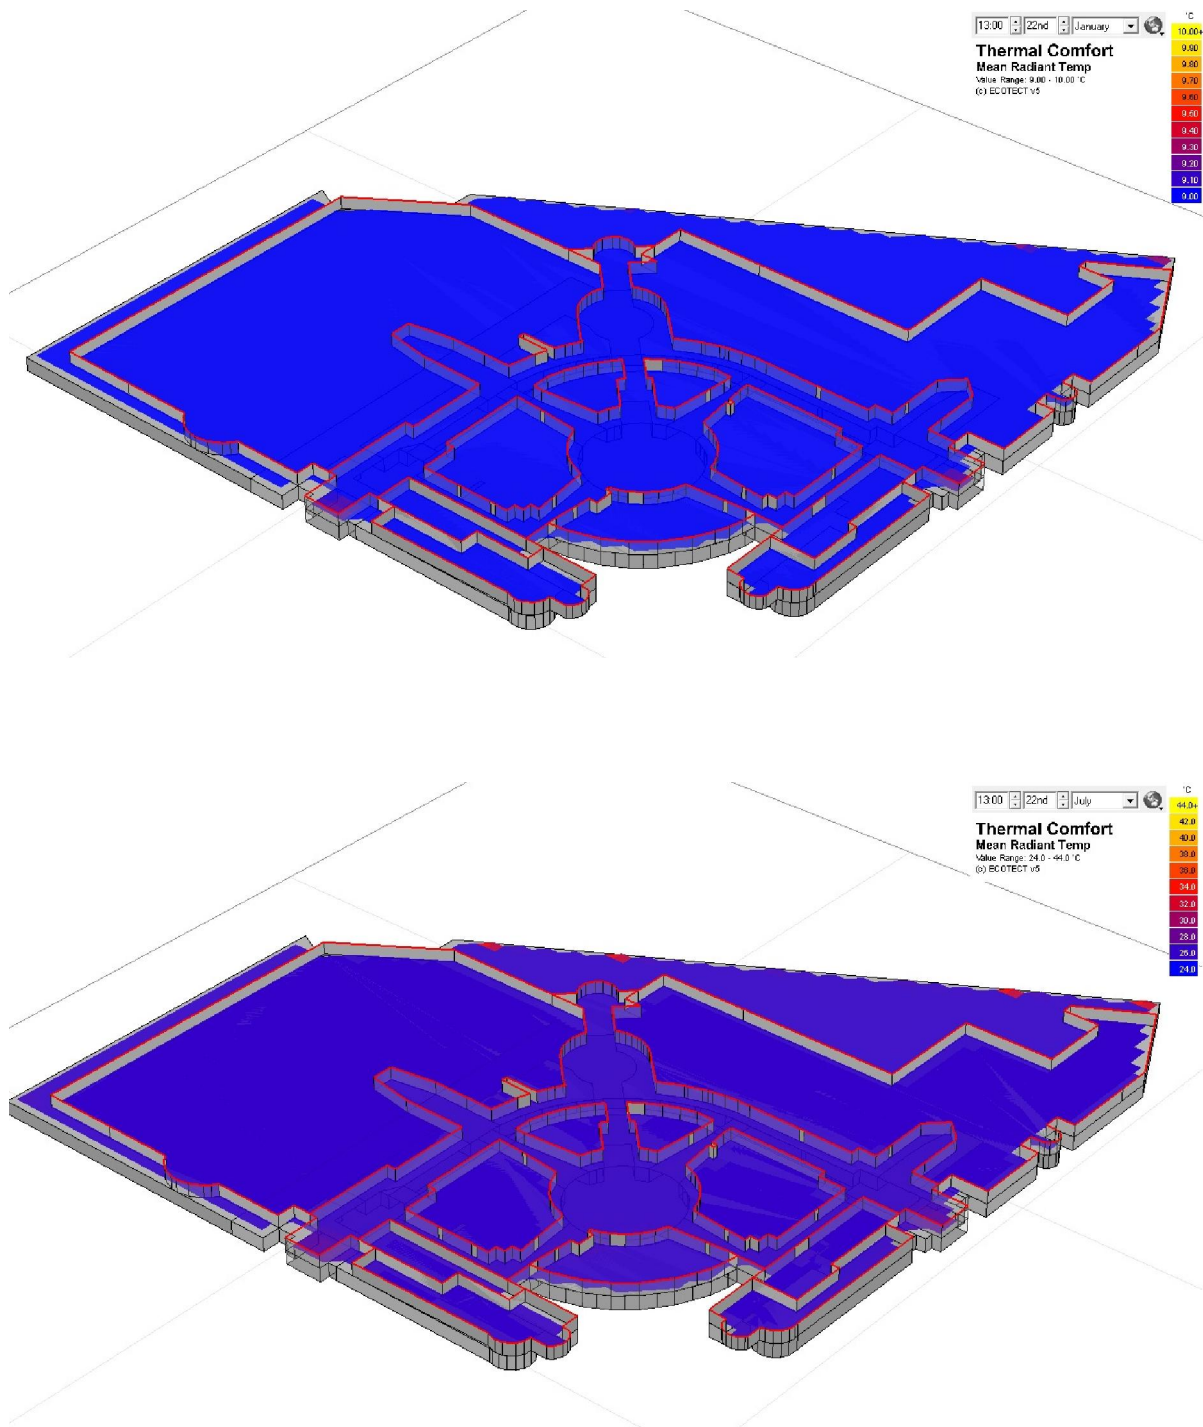 13:00 22nd January
Thermal Comfort
Mean Radiant Temp
Value Range: 9.00 - 10.00 °C
(c) ECOTECT v5
°C
10.00+
9.90
9.80
9.70
9.60
9.50
9.40
9.30
9.20
9.10
9.00
13:00 22nd July
Thermal Comfort
Mean Radiant Temp
Value Range: 24.0 - 44.0 °C
(c) ECOTECT v5
°C
44.0+
42.0
40.0
38.0
36.0
34.0
32.0
30.0
28.0
26.0
24.0